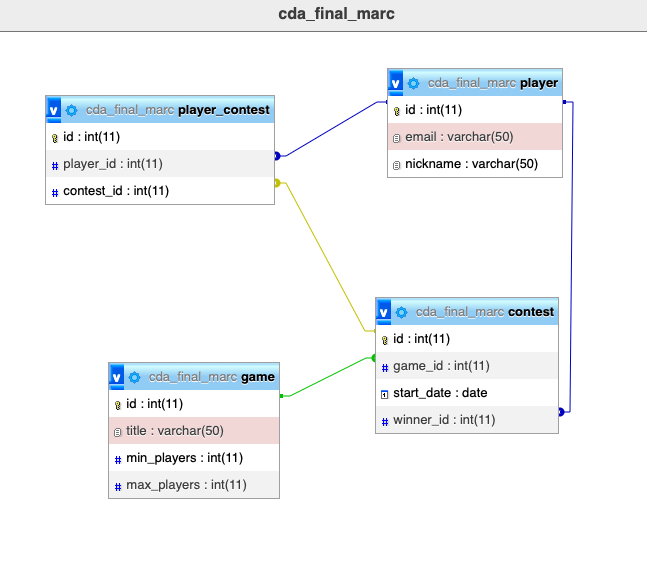 cda_final_marc
v cda_final_marc player
id : int(11)
email : varchar(50)
nickname : varchar(50)
v cda_final_marc player_contest
id : int(11)
# player_id : int(11)
# contest_id : int(11)
v cda_final_marc contest
id : int(11)
# game_id : int(11)
start_date : date
# winner_id : int(11)
v cda_final_marc game
id : int(11)
title : varchar(50)
# min_players : int(11)
# max_players : int(11)